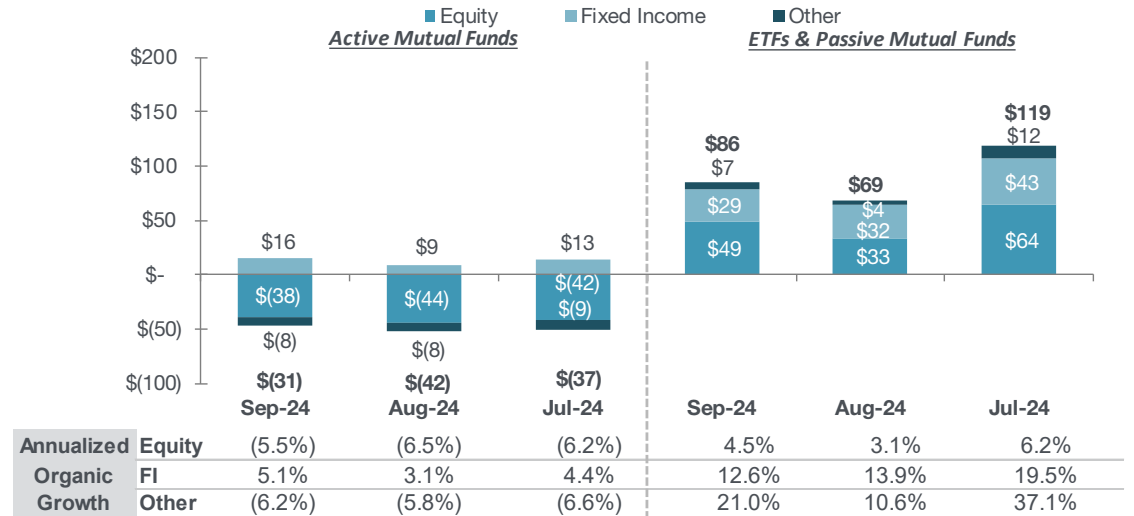 Equity Fixed Income Other
Active Mutual Funds ETFs & Passive Mutual Funds
$200
$150
$100
$50
$-
$(50)
$(100)
$16 $9 $13
$(38) $(44) $(42)
$(8) $(8) $(9)
$(31) $(42) $(37)
$86 $69 $119
$7 $4 $12
$29 $32 $43
$49 $33 $64
Sep-24 Aug-24 Jul-24 Sep-24 Aug-24 Jul-24
Annualized Equity (5.5%) (6.5%) (6.2%) 4.5% 3.1% 6.2%
Organic FI 5.1% 3.1% 4.4% 12.6% 13.9% 19.5%
Growth Other (6.2%) (5.8%) (6.6%) 21.0% 10.6% 37.1%